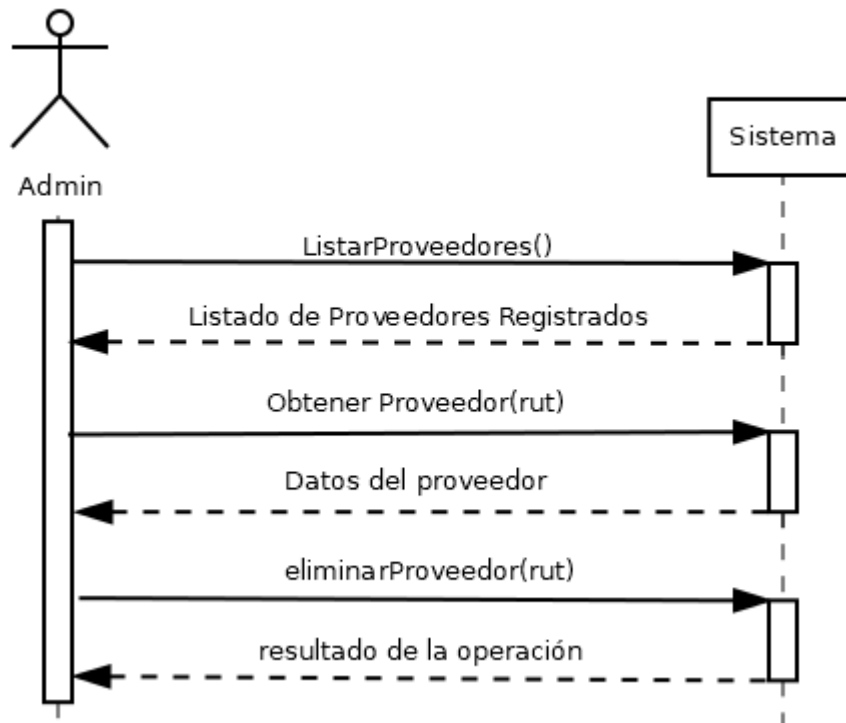 Sistema
Admin
ListarProveedores()
Listado de Proveedores Registrados
Obtener Proveedor(rut)
Datos del proveedor
eliminarProveedor(rut)
resultado de la operación